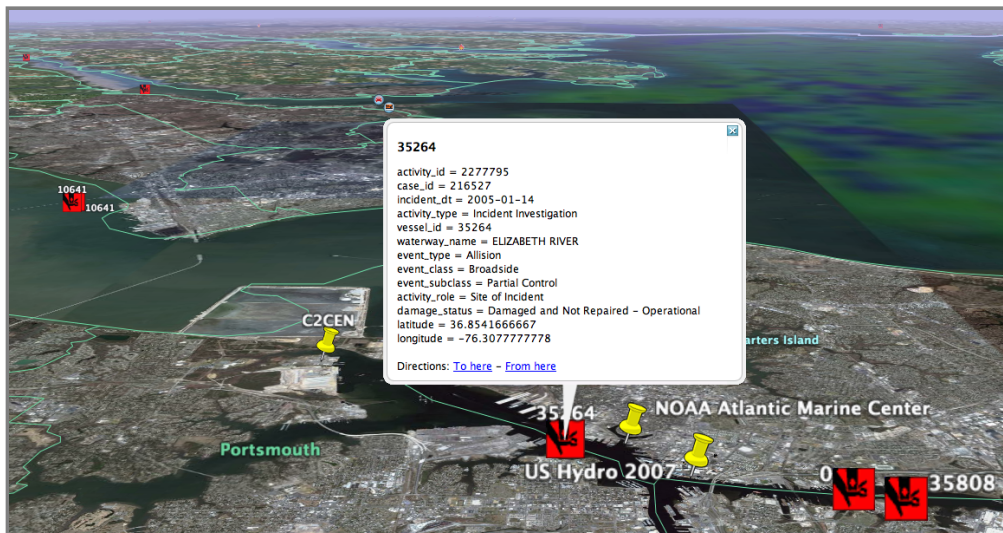 10641
10641
35264
activity_id = 2277795
case_id = 216527
incident_dt = 2005-01-14
activity_type = Incident Investigation
vessel_id = 35264
waterway_name = ELIZABETH RIVER
event_type = Allision
event_class = Broadside
event_subclass = Partial Control
activity_role = Site of Incident
damage_status = Damaged and Not Repaired - Operational
latitude = 36.8541666667
longitude = -76.3077777778
Directions: To here - From here
C2CEN
arters Island
35264
NOAA Atlantic Marine Center
Portsmouth
US Hydro 2007
0
35808